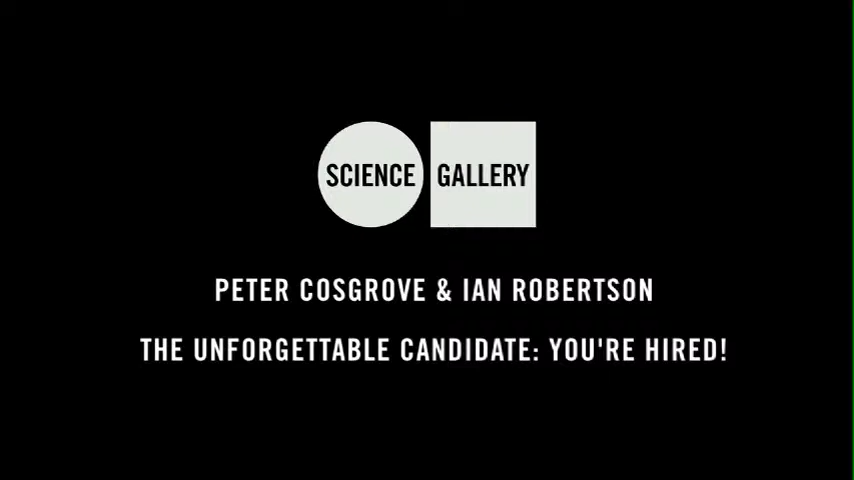 SCIENCE GALLERY
PETER COSGROVE & IAN ROBERTSON
THE UNFORGETTABLE CANDIDATE: YOU'RE HIRED!